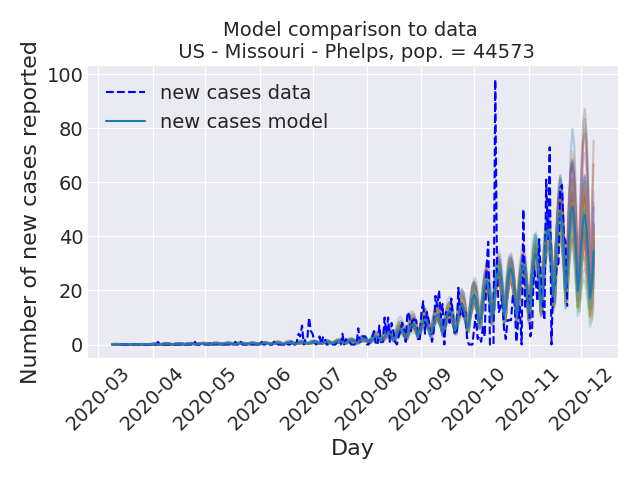 Model comparison to data
US - Missouri - Phelps, pop. = 44573
Number of new cases reported
100
80
60
40
20
0
new cases data
new cases model
2020-03
2020-04
2020-05
2020-06
2020-07
2020-08
2020-09
2020-10
2020-11
2020-12
Day